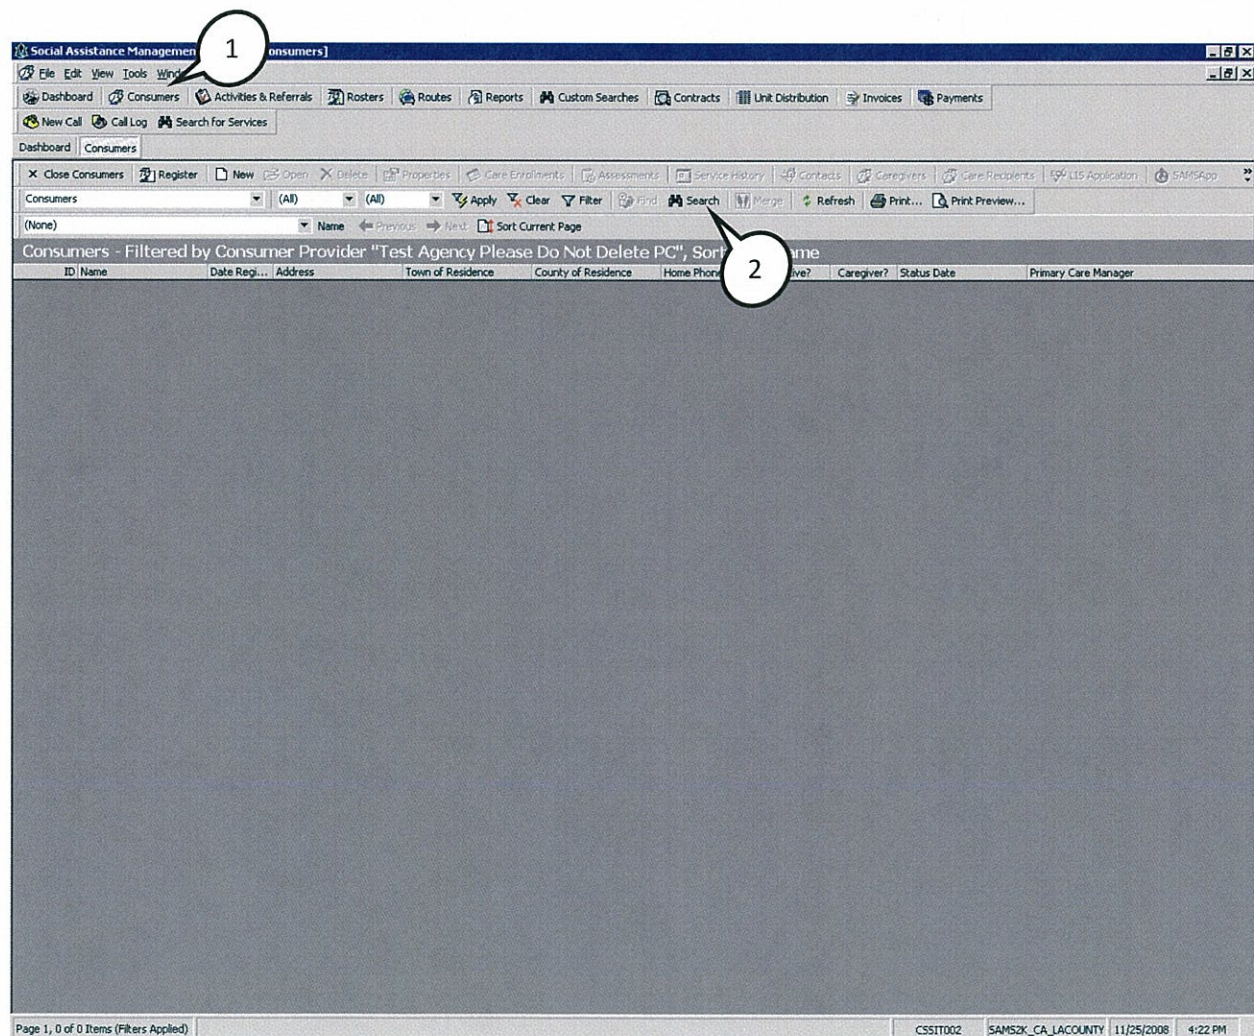 1
Social Assistance Managemen onsumers]
File Edit View Tools Windo
Dashboard Consumers Activities & Referrals Rosters Routes Reports Custom Searches Contracts Unit Distribution Invoices Payments
New Call Call Log Search for Services
Dashboard Consumers
Close Consumers Register New Open Delete Properties Care Enrollments Assessments Service History Contacts Caregivers Care Recipients LIS Application SAMSApp
Consumers (All) (All) Apply Clear Filter Find Search Merge Refresh Print... Print Preview...
(None) Name Previous Next Sort Current Page
Consumers - Filtered by Consumer Provider "Test Agency Please Do Not Delete PC", Sort ame
2
ID Name Date Regi... Address Town of Residence County of Residence Home Phone ive? Caregiver? Status Date Primary Care Manager
Page 1, 0 of 0 Items (Filters Applied) CSSIT002 SAMS2K_CA_LACOUNTY 11/25/2008 4:22 PM